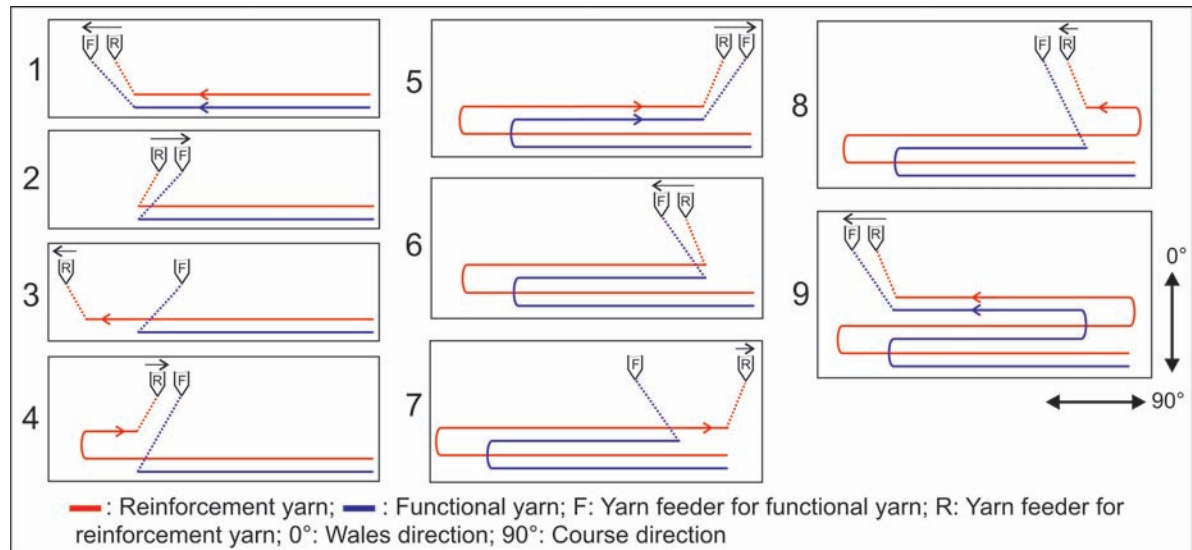 1
F R
2
R F
3
R F
4
R F
5
R F
6
F R
7
F R
8
F R
9
F R
0°
90°
: Reinforcement yarn; : Functional yarn; F: Yarn feeder for functional yarn; R: Yarn feeder for
reinforcement yarn; 0°: Wales direction; 90°: Course direction